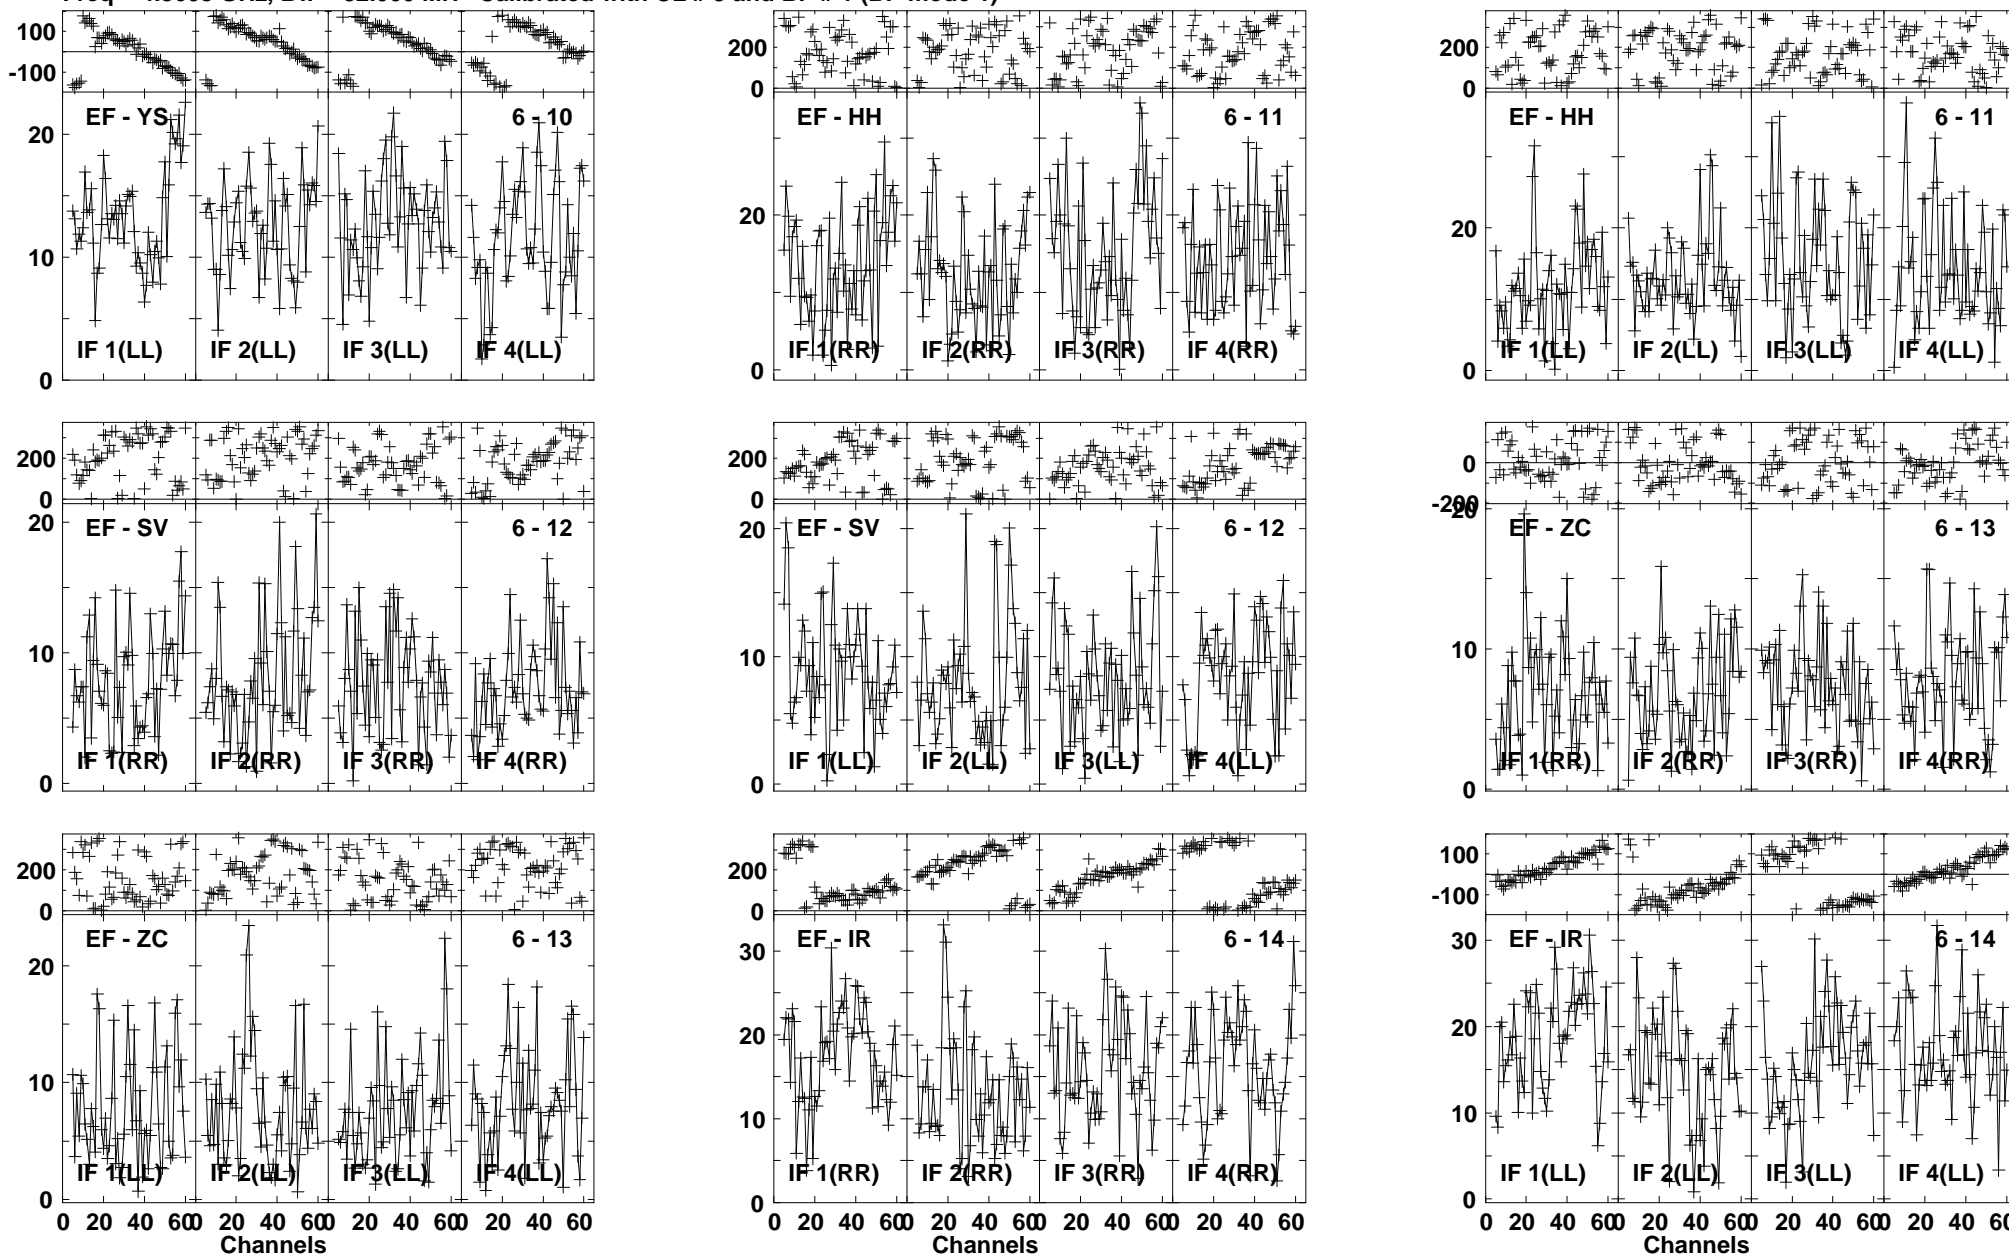 Calibrated with CL # and BP # 1 (BP mode 1)
100
-100
EF - YS
6 - 10
20
10
0
IF 1(LL)
IF 2(LL)
IF 3(LL)
IF 4(LL)
200
0
EF - HH
6 - 11
20
0
IF 1(RR)
IF 2(RR)
IF 3(RR)
IF 4(RR)
200
0
EF - HH
6 - 11
20
0
IF 1(LL)
IF 2(LL)
IF 3(LL)
IF 4(LL)
200
0
EF - SV
6 - 12
20
10
0
IF 1(RR)
IF 2(RR)
IF 3(RR)
IF 4(RR)
200
0
EF - SV
6 - 12
20
10
0
IF 1(LL)
IF 2(LL)
IF 3(LL)
IF 4(LL)
0
-200
EF - ZC
6 - 13
20
10
0
IF 1(RR)
IF 2(RR)
IF 3(RR)
IF 4(RR)
200
0
EF - ZC
6 - 13
20
10
0
IF 1(LL)
IF 2(LL)
IF 3(LL)
IF 4(LL)
0 20 40 60 0 20 40 60 0 20 40 60 0 20 40 60
Channels
200
0
EF - IR
6 - 14
30
20
10
0
IF 1(RR)
IF 2(RR)
IF 3(RR)
IF 4(RR)
0 20 40 60 0 20 40 60 0 20 40 60 0 20 40 60
Channels
100
-100
EF - IR
6 - 14
30
20
10
0
IF 1(LL)
IF 2(LL)
IF 3(LL)
IF 4(LL)
0 20 40 60 0 20 40 60 0 20 40 60 0 20 40
Channels